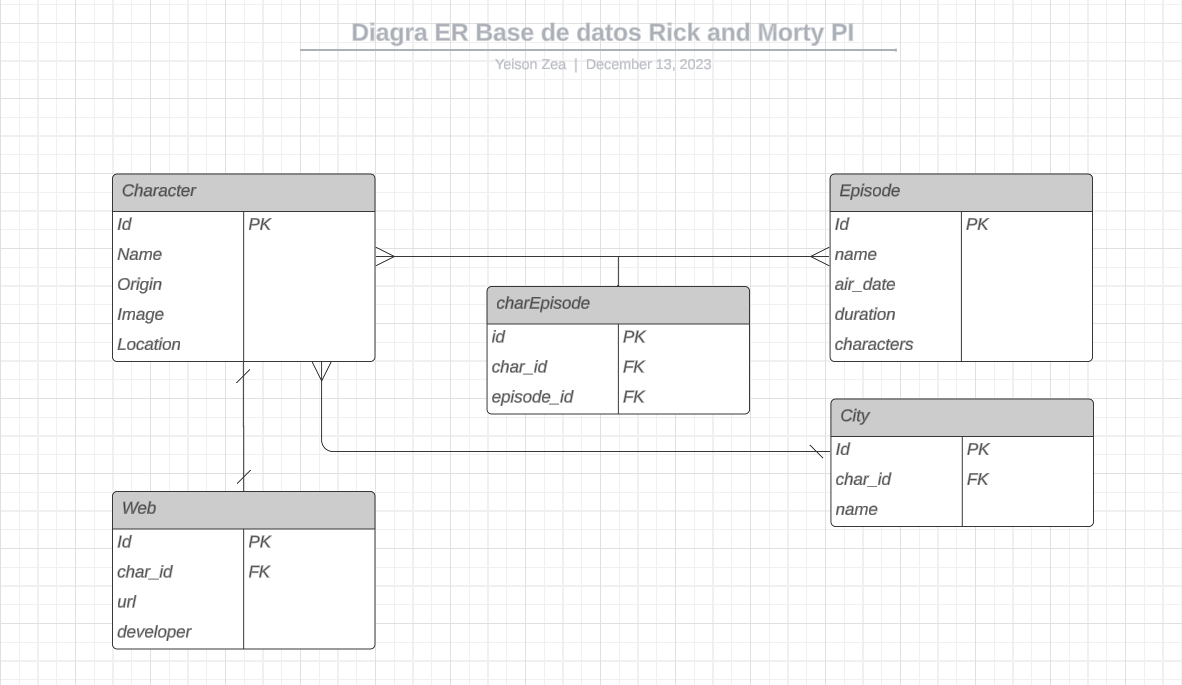 Diagra ER Base de datos Rick and Morty PI
Yeison Zea | December 13, 2023
Character
Id PK
Name
Origin
Image
Location
Episode
Id PK
name
air_date
duration
characters
charEpisode
id PK
char_id FK
episode_id FK
City
Id PK
char_id FK
name
Web
Id PK
char_id FK
url
developer